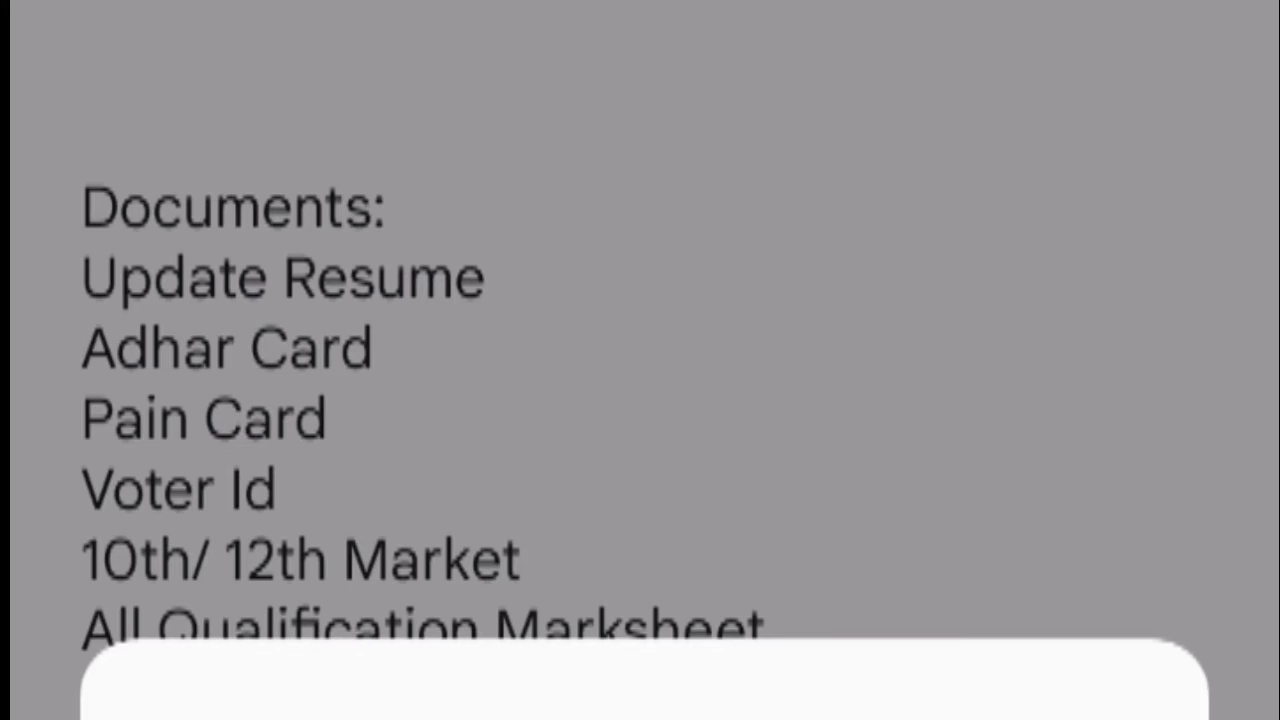 Documents:
Update Resume
Adhar Card
Pain Card
Voter Id
10th/ 12th Market
All Qualification Marksheet